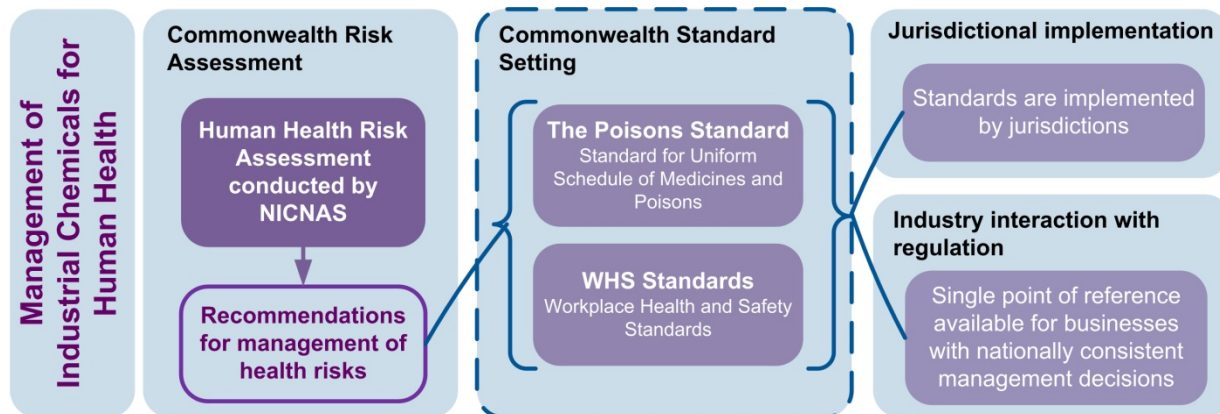 Management of
Industrial Chemicals for
Human Health
Commonwealth Risk
Assessment
Human Health Risk
Assessment
conducted by
NICNAS
Recommendations
for management of
health risks
Commonwealth Standard
Setting
The Poisons Standard
Standard for Uniform
Schedule of Medicines and
Poisons
WHS Standards
Workplace Health and Safety
Standards
Jurisdictional implementation
Standards are implemented
by jurisdictions
Industry interaction with
regulation
Single point of reference
available for businesses
with nationally consistent
management decisions